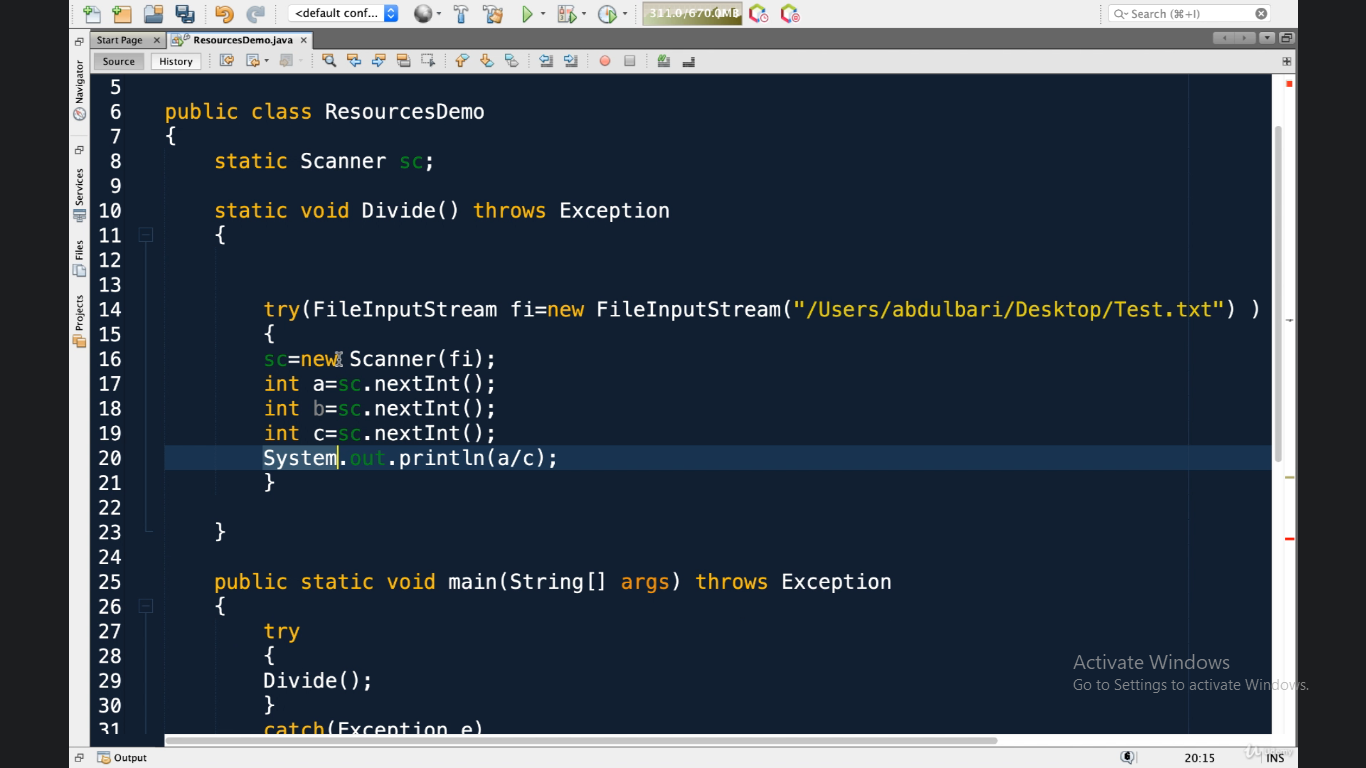 <default conf...
311.0/670.0MB
Search (⌘+I)
Start Page
ResourcesDemo.java
Source
History
Navigator
Services
Files
Projects
5
6 public class ResourcesDemo
7 {
8 static Scanner sc;
9
10 static void Divide() throws Exception
11 {
12
13
14 try(FileInputStream fi=new FileInputStream("/Users/abdulbari/Desktop/Test.txt") )
15 {
16 sc=new Scanner(fi);
17 int a=sc.nextInt();
18 int b=sc.nextInt();
19 int c=sc.nextInt();
20 System.out.println(a/c);
21 }
22
23 }
24
25 public static void main(String[] args) throws Exception
26 {
27 try
28 {
29 Divide();
30 }
31 catch(Exception e)
Activate Windows
Go to Settings to activate Windows.
Output
6
20:15
INS